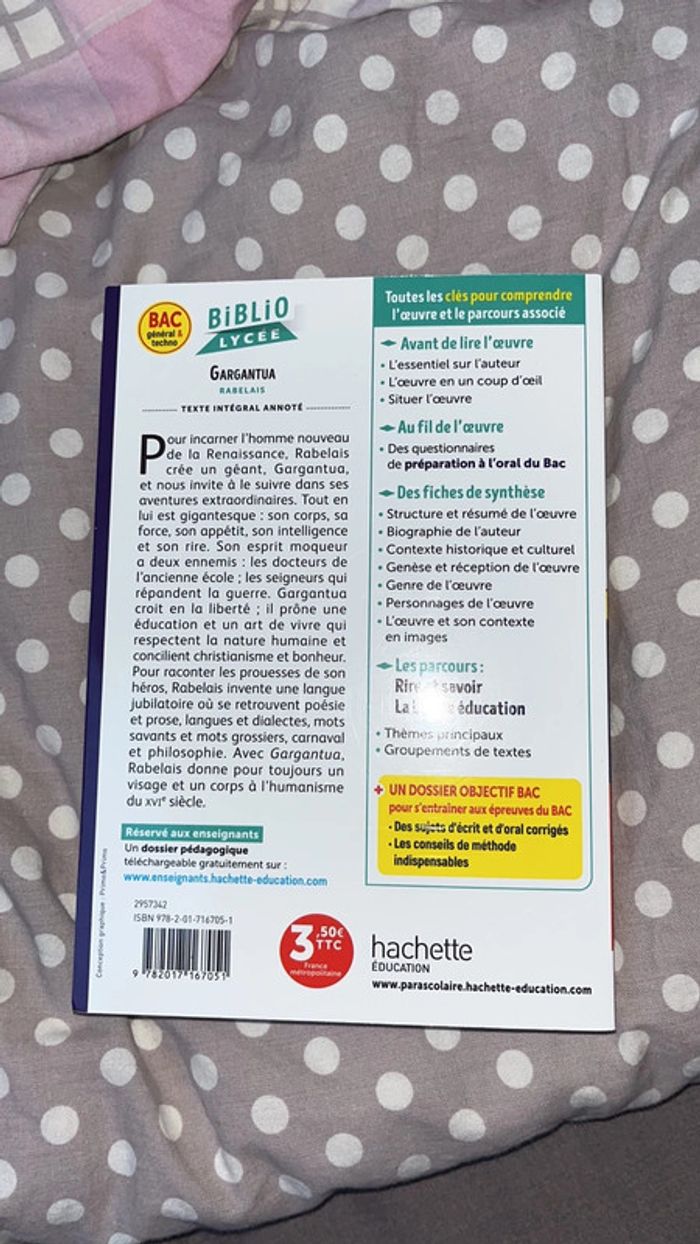 BAC
général &
techno
BiBLiO
LYCÉE
GARGANTUA
RABELAIS
TEXTE INTÉGRAL ANNOTÉ
Pour incarner l'homme nouveau
de la Renaissance, Rabelais
crée un géant, Gargantua,
et nous invite à le suivre dans ses
aventures extraordinaires. Tout en
lui est gigantesque : son corps, sa
force, son appétit, son intelligence
et son rire. Son esprit moqueur
a deux ennemis : les docteurs de
l'ancienne école ; les seigneurs qui
répandent la guerre. Gargantua
croit en la liberté ; il prône une
éducation et un art de vivre qui
respectent la nature humaine et
concilient christianisme et bonheur.
Pour raconter les prouesses de son
héros, Rabelais invente une langue
jubilatoire où se retrouvent poésie
et prose, langues et dialectes, mots
savants et mots grossiers, carnaval
et philosophie. Avec Gargantua,
Rabelais donne pour toujours un
visage et un corps à l'humanisme
du XVIe siècle.
Réservé aux enseignants
Un dossier pédagogique
téléchargeable gratuitement sur :
www.enseignants.hachette-education.com
Conception graphique : Primo&Primo
2957342
ISBN 978-2-01-716705-1
9 782017 167051
3,50€
TTC
France
métropolitaine
Toutes les clés pour comprendre
l'œuvre et le parcours associé
Avant de lire l'œuvre
• L'essentiel sur l'auteur
• L'œuvre en un coup d'œil
• Situer l'œuvre
Au fil de l'œuvre
• Des questionnaires
de préparation à l'oral du Bac
Des fiches de synthèse
• Structure et résumé de l'œuvre
• Biographie de l'auteur
• Contexte historique et culturel
• Genèse et réception de l'œuvre
• Genre de l'œuvre
• Personnages de l'œuvre
• L'œuvre et son contexte
en images
Les parcours :
Rire et savoir
La éducation
• Thèmes principaux
• Groupements de textes
+ UN DOSSIER OBJECTIF BAC
pour s'entraîner aux épreuves du BAC
• Des sujets d'écrit et d'oral corrigés
• Les conseils de méthode
indispensables
hachette
ÉDUCATION
www.parascolaire.hachette-education.com